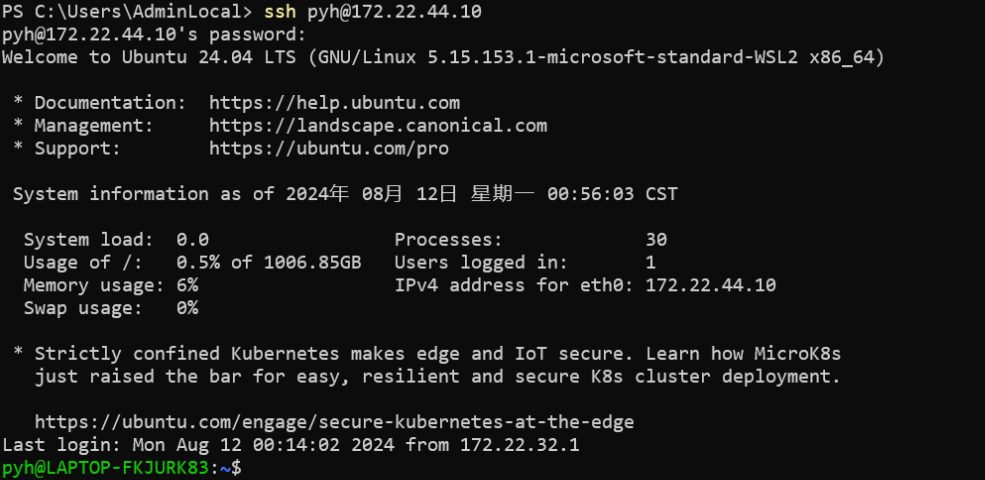 PS C:\Users\AdminLocal> ssh pyh@172.22.44.10
pyh@172.22.44.10's password:
Welcome to Ubuntu 24.04 LTS (GNU/Linux 5.15.153.1-microsoft-standard-WSL2 x86_64)
* Documentation:  https://help.ubuntu.com
* Management:     https://landscape.canonical.com
* Support:        https://ubuntu.com/pro
System information as of 2024年 08月 12日 星期一 00:56:03 CST
System load:  0.0                 Processes:             30
Usage of /:   0.5% of 1006.85GB   Users logged in:       1
Memory usage: 6%                  IPv4 address for eth0: 172.22.44.10
Swap usage:   0%
* Strictly confined Kubernetes makes edge and IoT secure. Learn how MicroK8s
just raised the bar for easy, resilient and secure K8s cluster deployment.
https://ubuntu.com/engage/secure-kubernetes-at-the-edge
Last login: Mon Aug 12 00:14:02 2024 from 172.22.32.1
pyh@LAPTOP-FKJURK83:~$